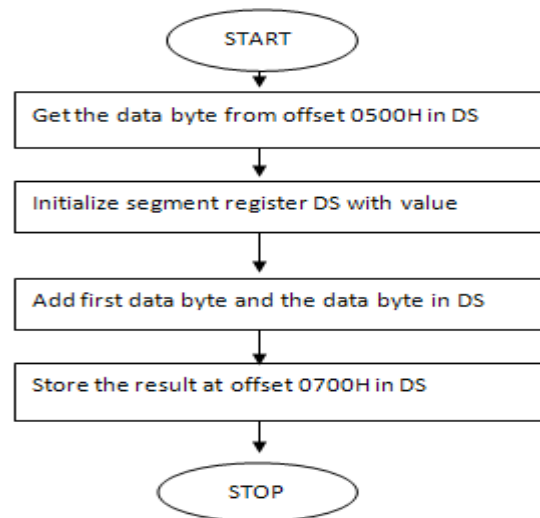 START
Get the data byte from offset 0500H in DS
Initialize segment register DS with value
Add first data byte and the data byte in DS
Store the result at offset 0700H in DS
STOP